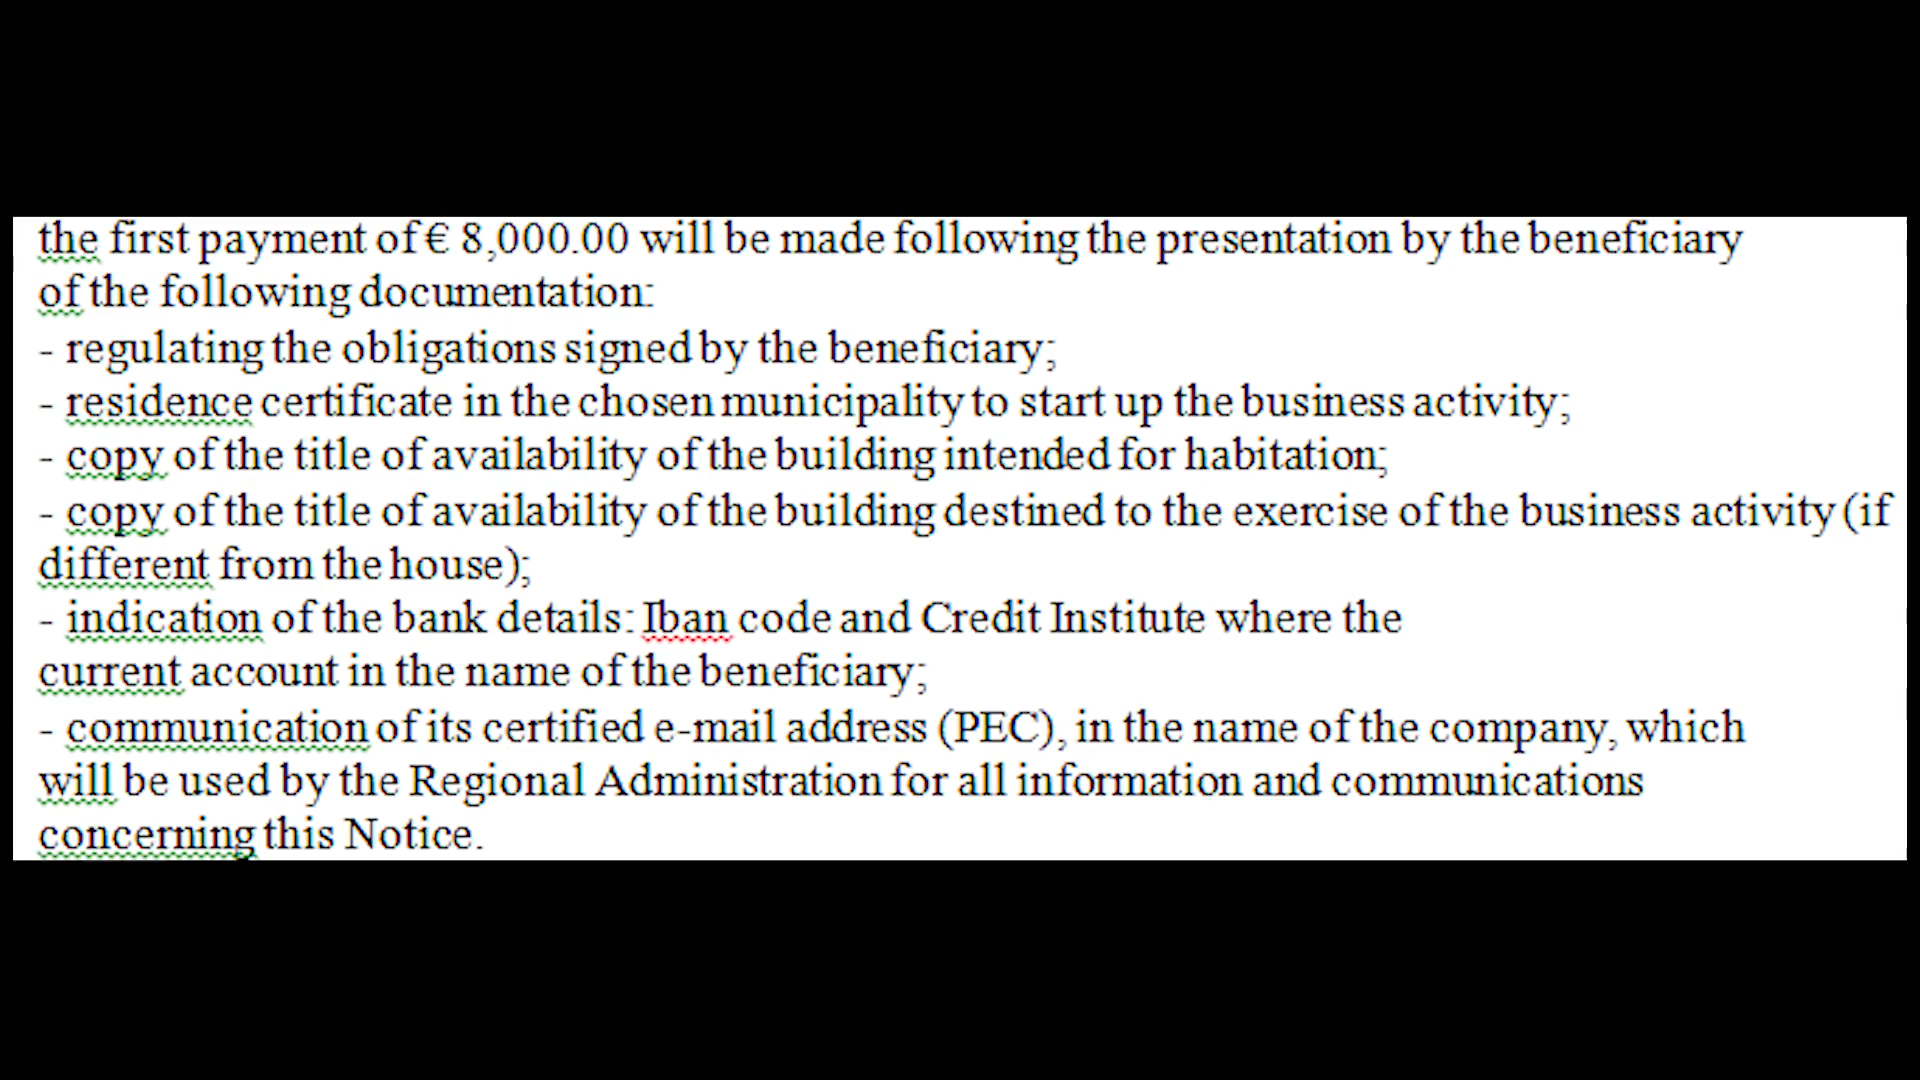 the first payment of € 8,000.00 will be made following the presentation by the beneficiary
of the following documentation:
- regulating the obligations signed by the beneficiary;
- residence certificate in the chosen municipality to start up the business activity;
- copy of the title of availability of the building intended for habitation;
- copy of the title of availability of the building destined to the exercise of the business activity (if
different from the house);
- indication of the bank details: Iban code and Credit Institute where the
current account in the name of the beneficiary;
- communication of its certified e-mail address (PEC), in the name of the company, which
will be used by the Regional Administration for all information and communications
concerning this Notice.